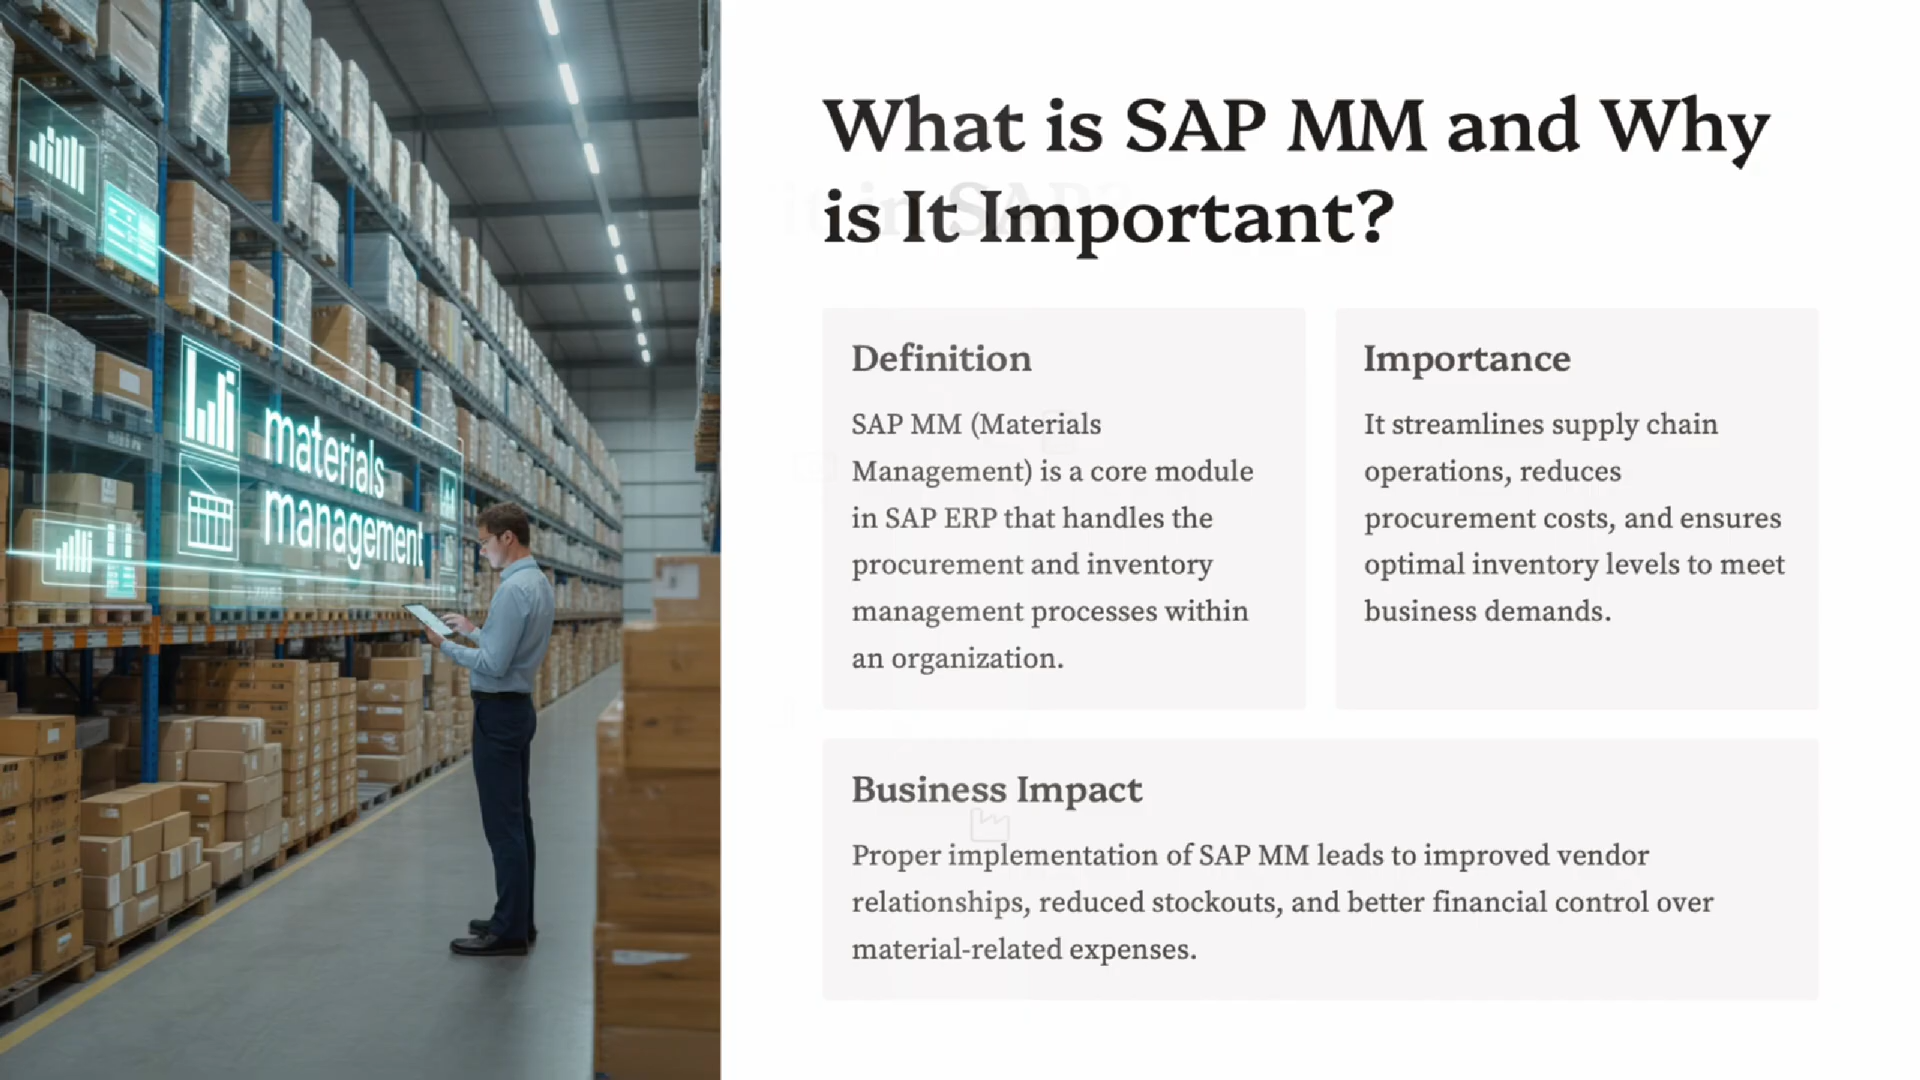 materials
management
What is SAP MM and Why
is It Important?
Definition
SAP MM (Materials
Management) is a core module
in SAP ERP that handles the
procurement and inventory
management processes within
an organization.
Importance
It streamlines supply chain
operations, reduces
procurement costs, and ensures
optimal inventory levels to meet
business demands.
Business Impact
Proper implementation of SAP MM leads to improved vendor
relationships, reduced stockouts, and better financial control over
material-related expenses.